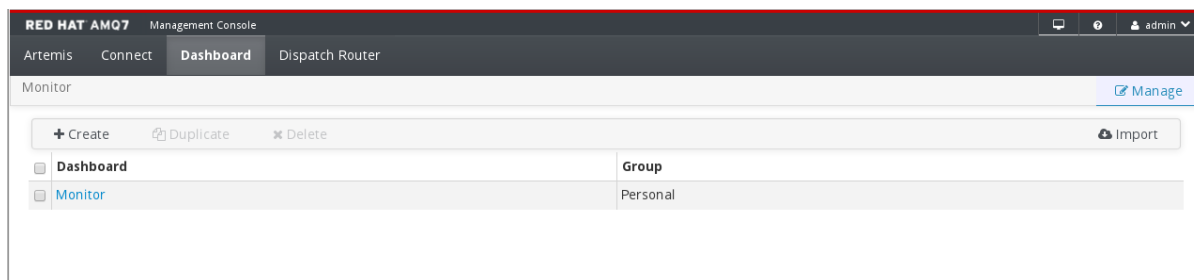 RED HAT AMQ7 Management Console admin
Artemis Connect Dashboard Dispatch Router
Monitor Manage
Create Duplicate Delete Import
Dashboard Group
Monitor Personal